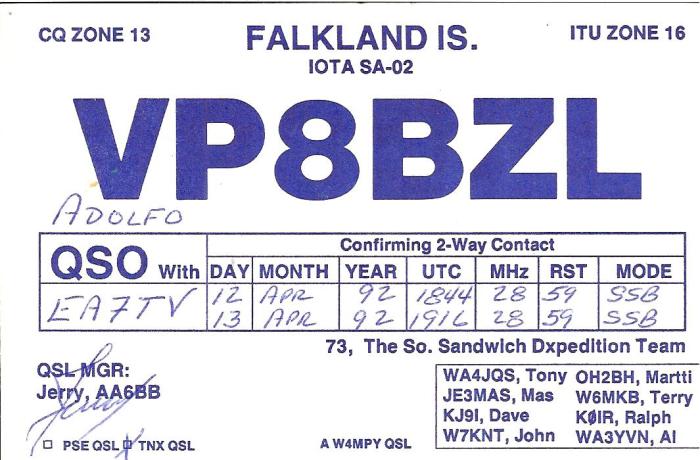 CQ ZONE 13 FALKLAND IS. ITU ZONE 16
IOTA SA-02
VP8BZL
ADOLFO
Confirming 2-Way Contact
QSO With DAY MONTH YEAR UTC MHz RST MODE
EA7TV 12 APR 92 1844 28 59 SSB
13 APR 92 1916 28 59 SSB
73, The So. Sandwich Dxpedition Team
QSL MGR:
Jerry, AA6BB
Jerry
WA4JQS, Tony OH2BH, Martti
JE3MAS, Mas W6MKB, Terry
KJ9I, Dave KØIR, Ralph
W7KNT, John WA3YVN, Al
□ PSE QSL □ TNX QSL A W4MPY QSL